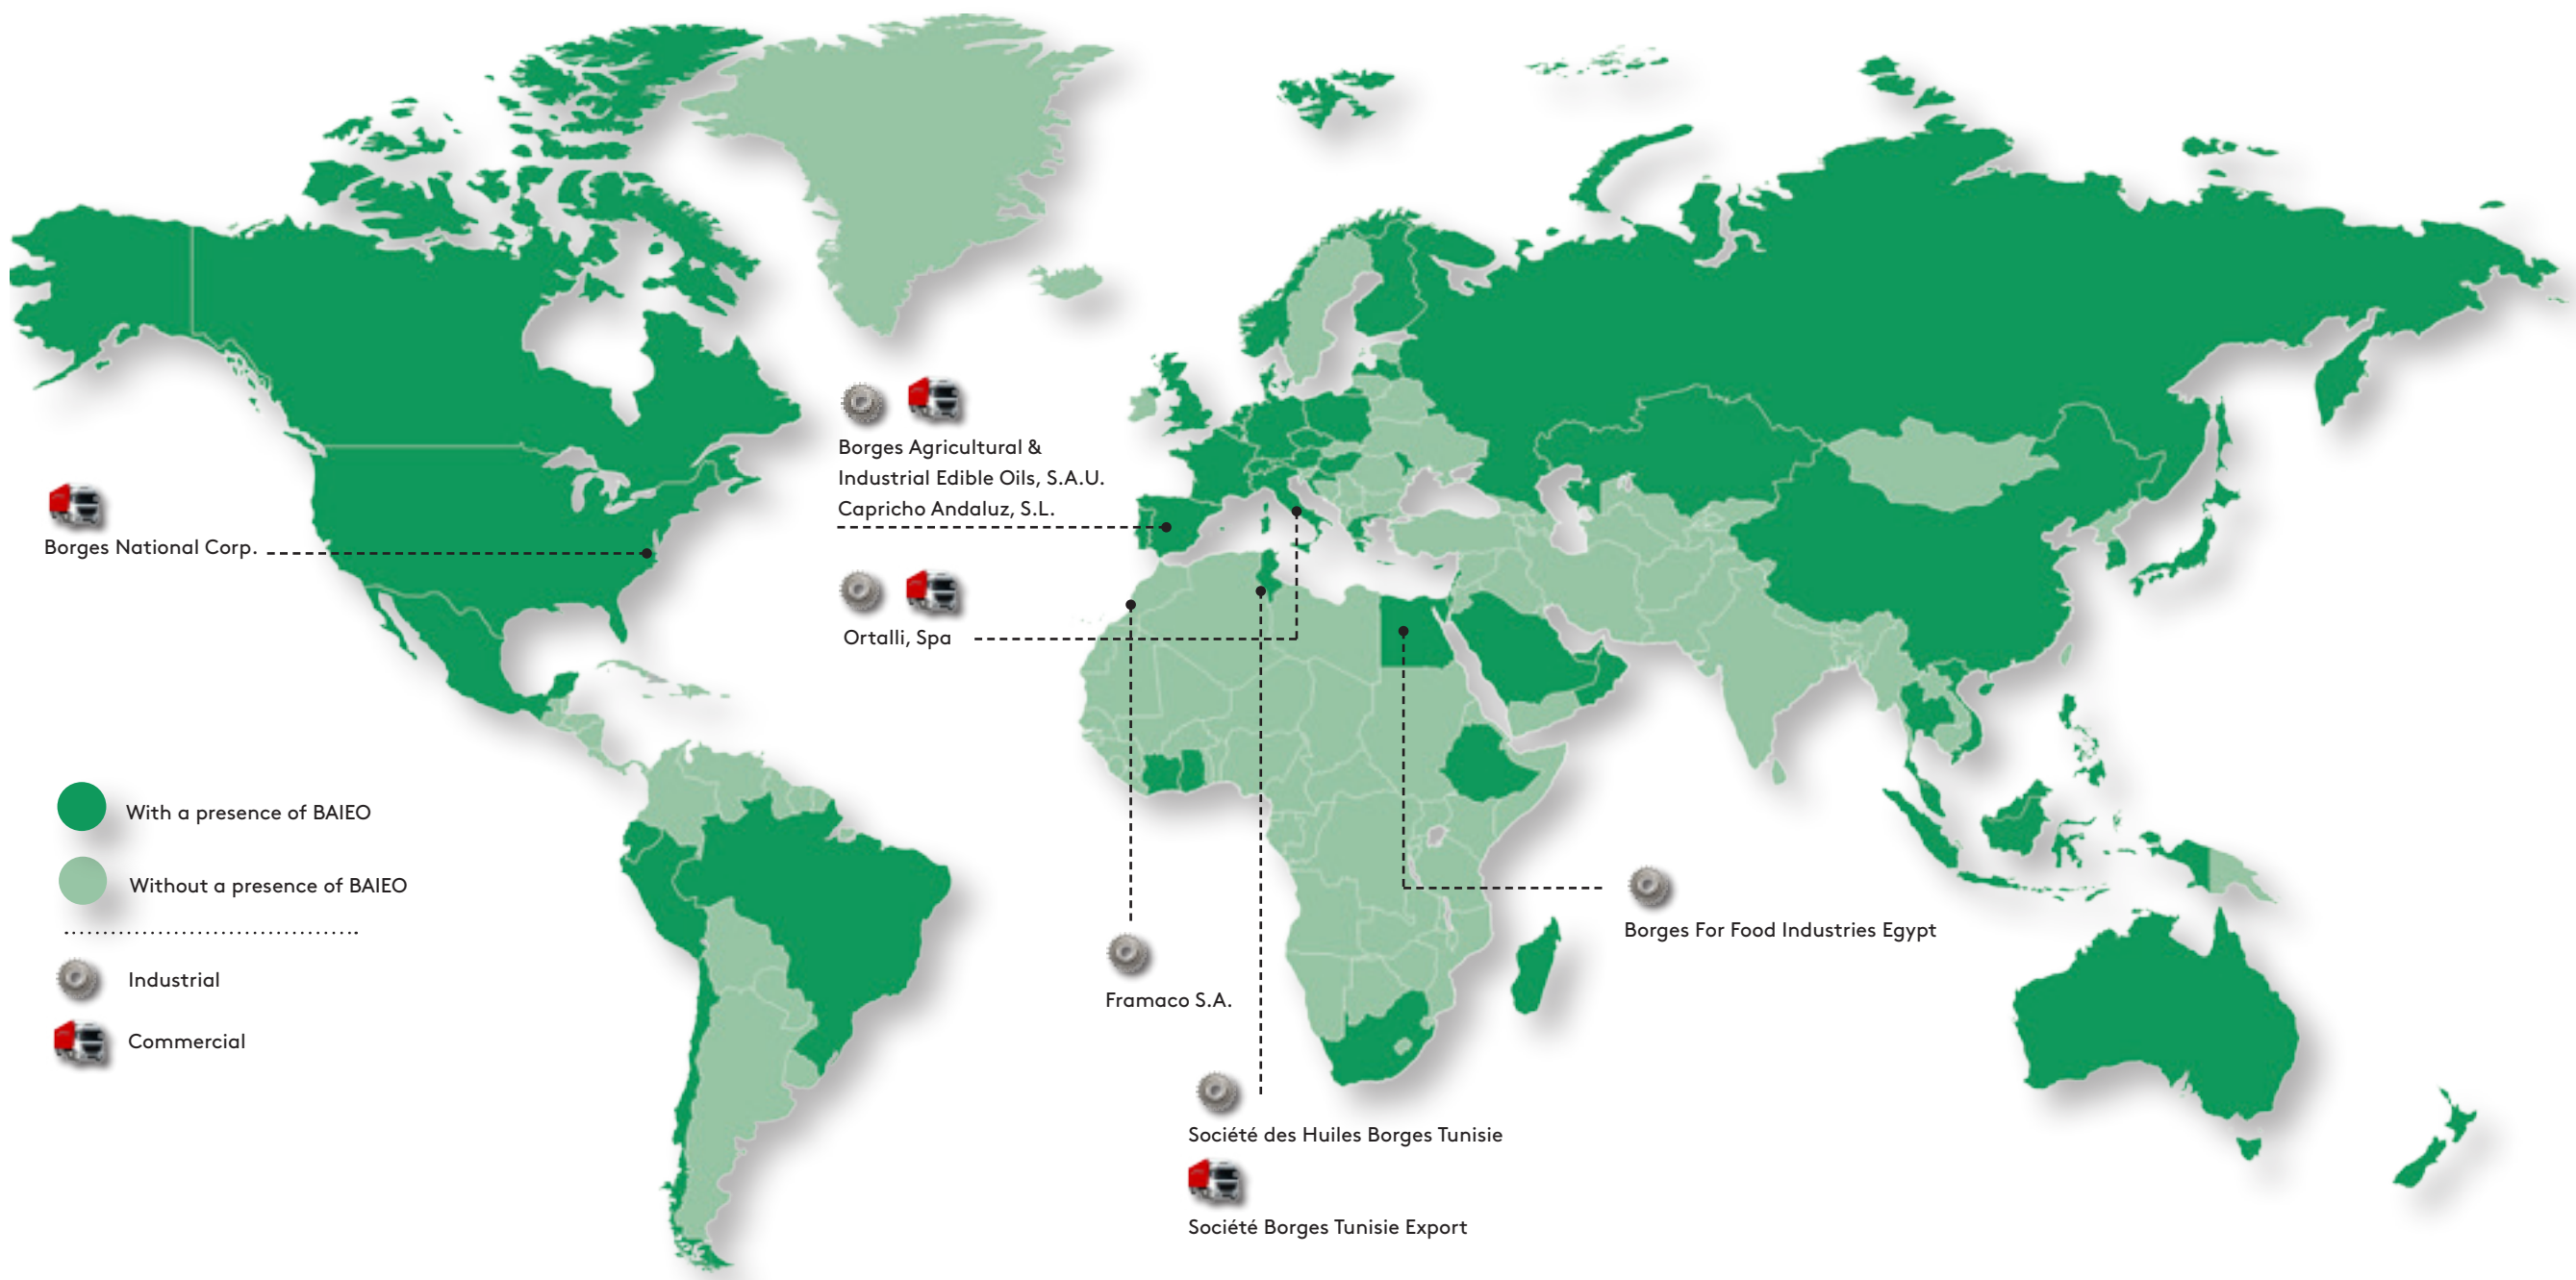 Borges Agricultural &
Industrial Edible Oils, S.A.U.
Capricho Andaluz, S.L.
Borges National Corp.
Ortalli, Spa
With a presence of BAIEO
Without a presence of BAIEO
Industrial
Commercial
Borges For Food Industries Egypt
Framaco S.A.
Société des Huiles Borges Tunisie
Société Borges Tunisie Export